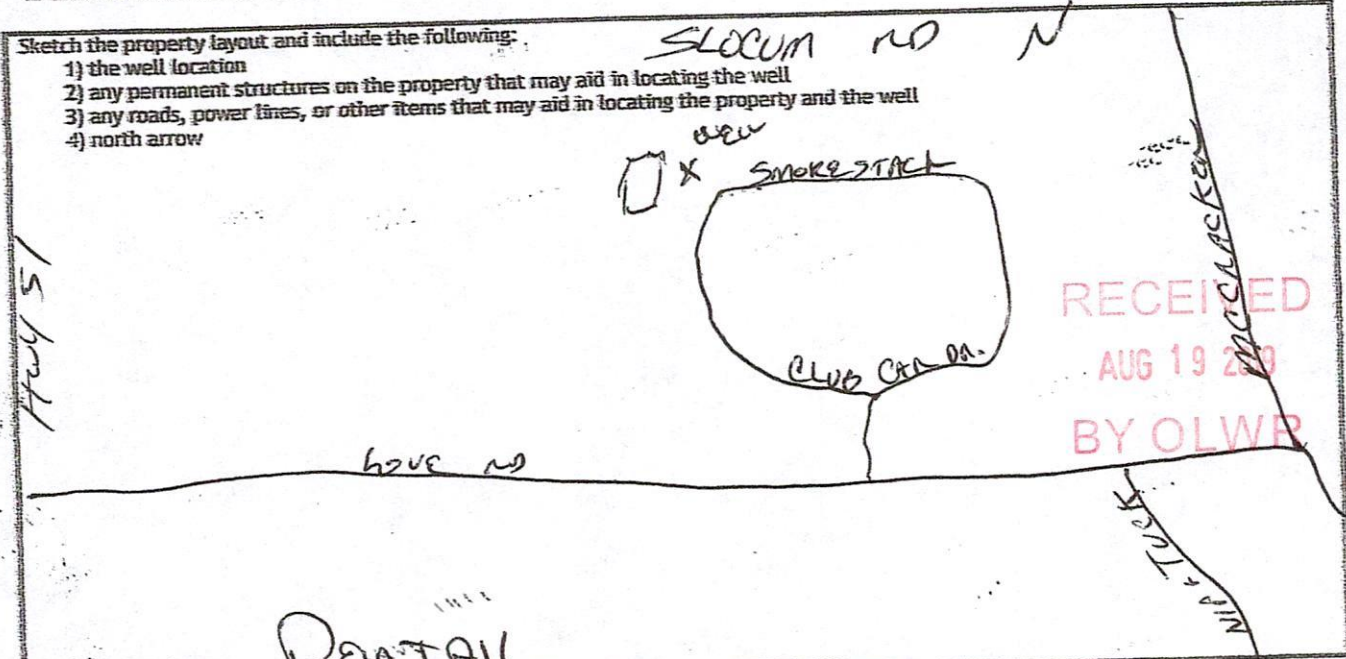 Sketch the property layout and include the following:
1) the well location
2) any permanent structures on the property that may aid in locating the well
3) any roads, power lines, or other items that may aid in locating the property and the well
4) north arrow
SLOCUM RD N
X
SMOKESTACK
HWY 51
MCCRACKEN
RECEIVED
AUG 19
BY OLWR
CLUB CAR DR.
LOVE RD
NIP & TUCK